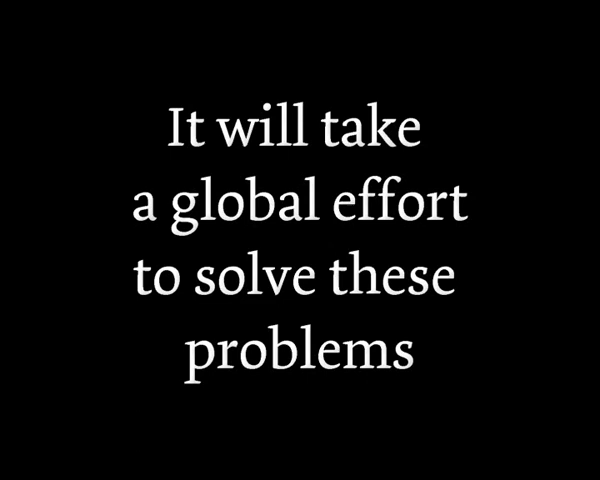 It will take
a global effort
to solve these
problems